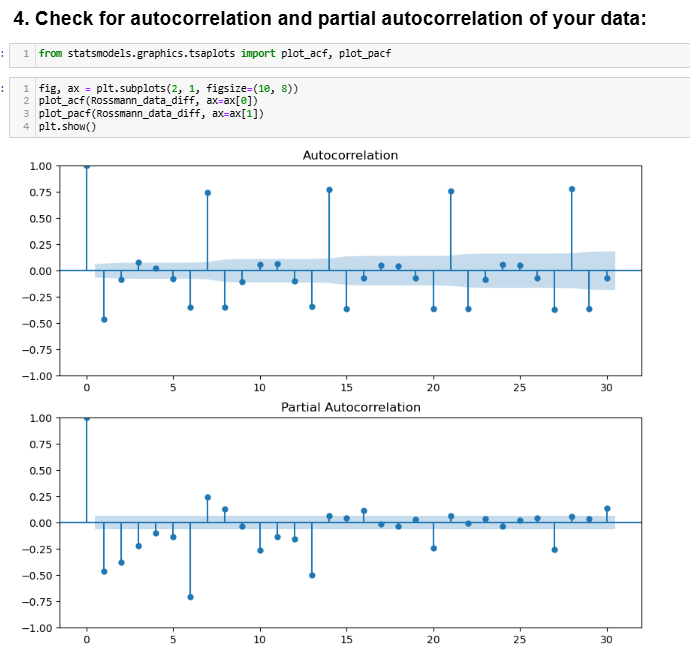 4. Check for autocorrelation and partial autocorrelation of your data:
: 1 from statsmodels.graphics.tsaplots import plot_acf, plot_pacf
: 1 fig, ax = plt.subplots(2, 1, figsize=(10, 8))
2 plot_acf(Rossmann_data_diff, ax=ax[0])
3 plot_pacf(Rossmann_data_diff, ax=ax[1])
4 plt.show()
Autocorrelation
1.00
0.75
0.50
0.25
0.00
−0.25
−0.50
−0.75
−1.00
0 5 10 15 20 25 30
Partial Autocorrelation
1.00
0.75
0.50
0.25
0.00
−0.25
−0.50
−0.75
−1.00
0 5 10 15 20 25 30